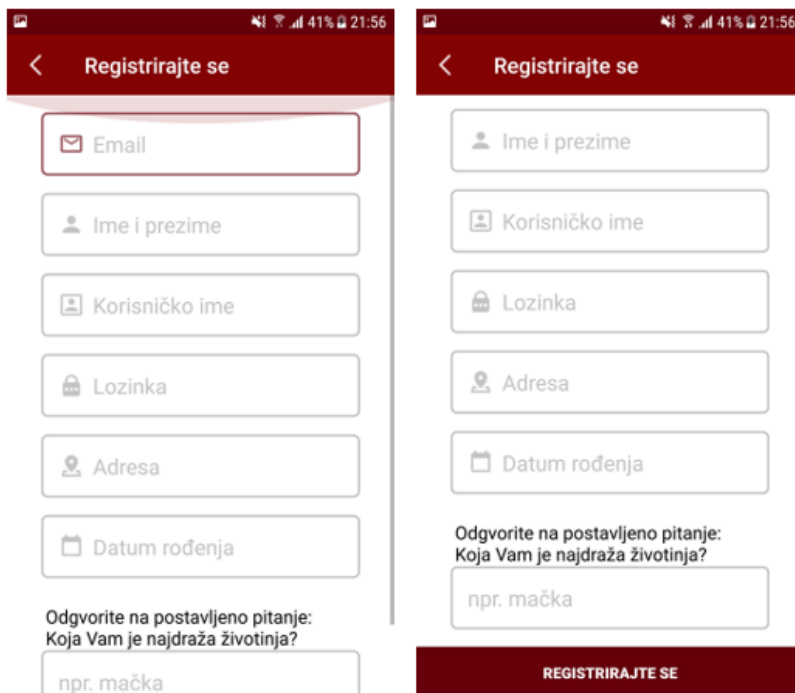 41% 21:56
Registrirajte se
Email
Ime i prezime
Korisničko ime
Lozinka
Adresa
Datum rođenja
Odgvorite na postavljeno pitanje:
Koja Vam je najdraža životinja?
npr. mačka
41% 21:56
Registrirajte se
Ime i prezime
Korisničko ime
Lozinka
Adresa
Datum rođenja
Odgvorite na postavljeno pitanje:
Koja Vam je najdraža životinja?
npr. mačka
REGISTRIRAJTE SE